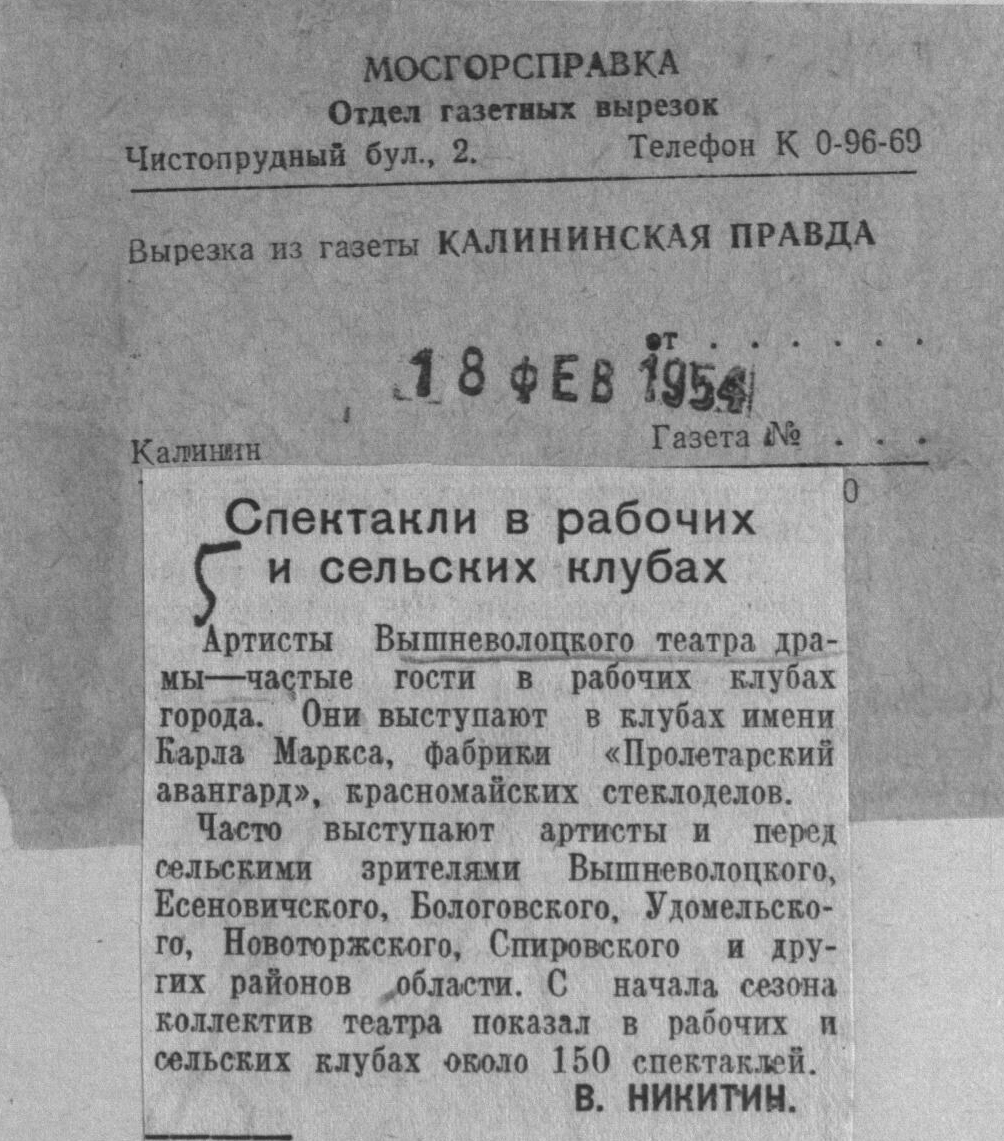 МОСГОРСПРАВКА
Отдел газетных вырезок
Чистопрудный бул., 2. Телефон К 0-96-69
Вырезка из газеты КАЛИНИНСКАЯ ПРАВДА
от . . . . . . .
18 ФЕВ 1954
Калинин Газета № . . .
0
Спектакли в рабочих
и сельских клубах
Артисты Вышневолоцкого театра дра-
мы—частые гости в рабочих клубах
города. Они выступают в клубах имени
Карла Маркса, фабрики «Пролетарский
авангард», красномайских стеклоделов.
Часто выступают артисты и перед
сельскими зрителями Вышневолоцкого,
Есеновичского, Бологовского, Удомельско-
го, Новоторжского, Спировского и дру-
гих районов области. С начала сезона
коллектив театра показал в рабочих и
сельских клубах около 150 спектаклей.
В. НИКИТИН.